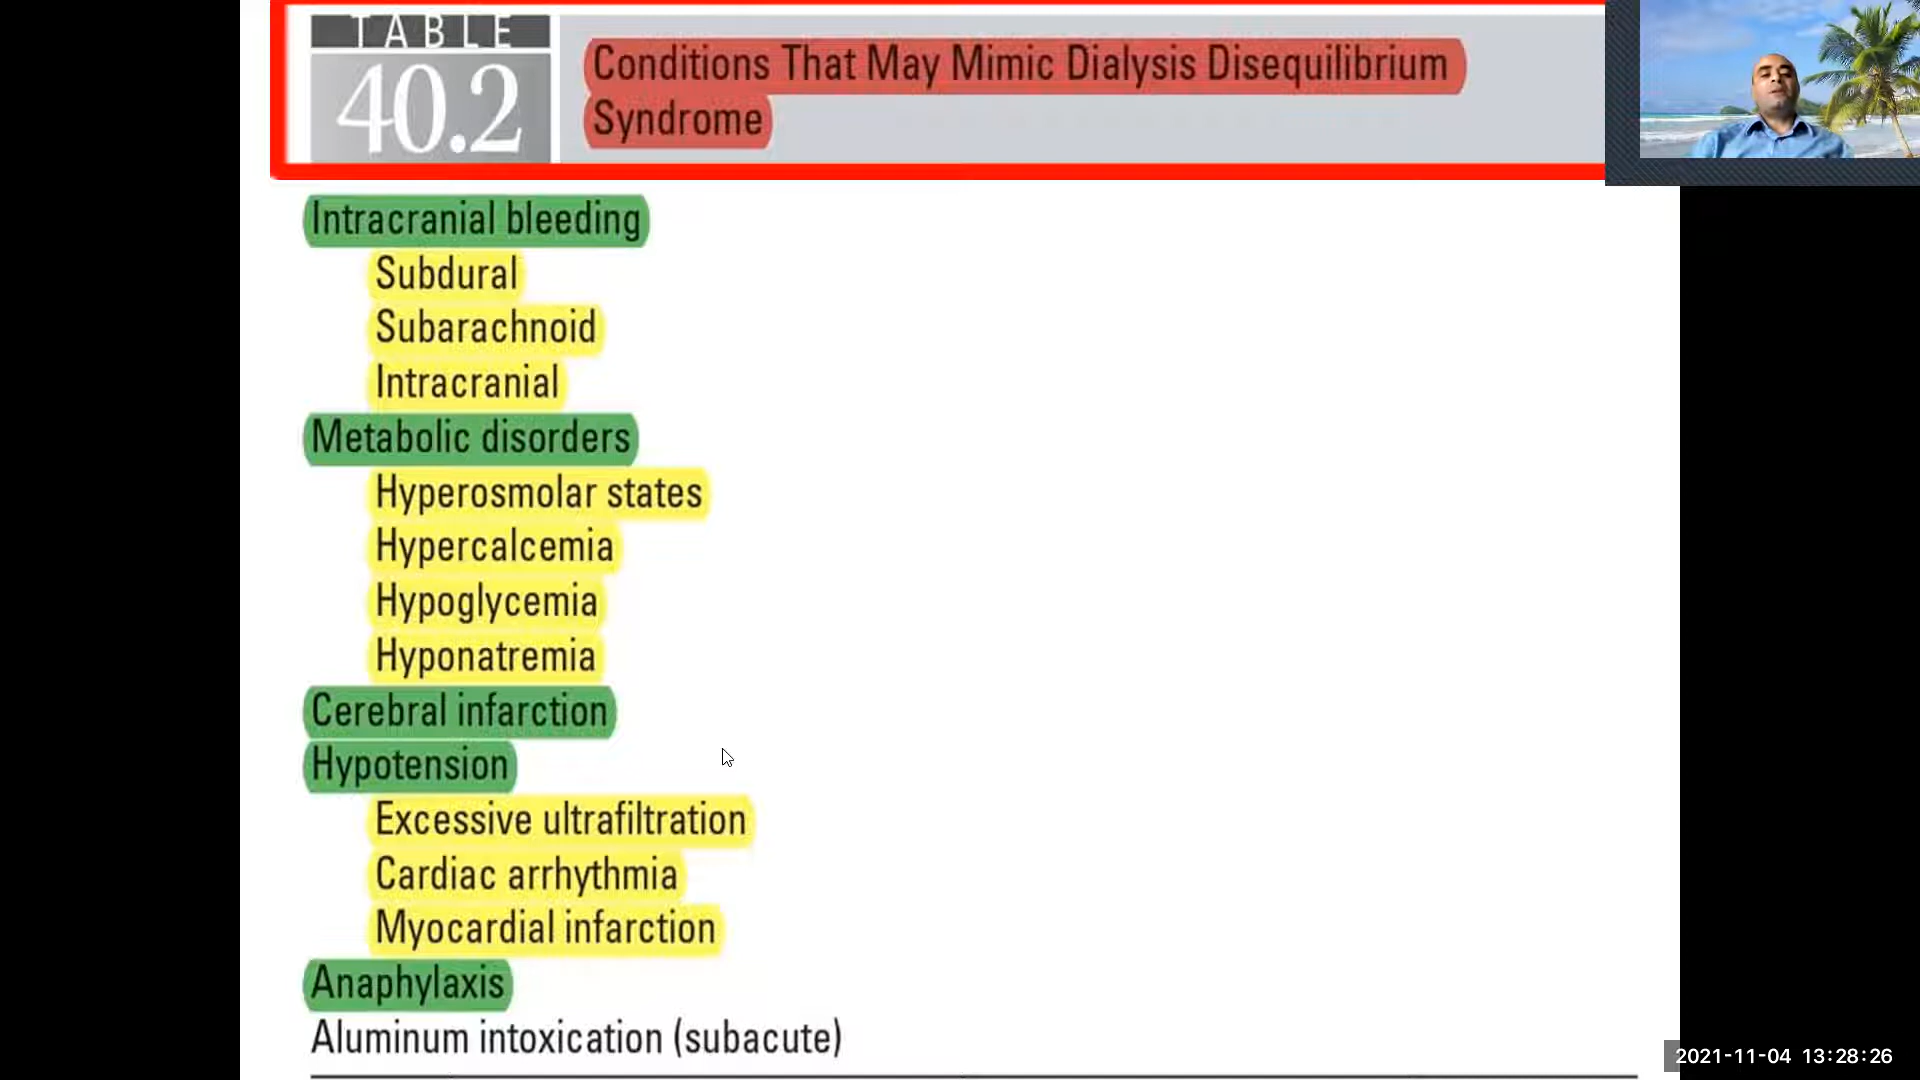 TABLE
40.2
Conditions That May Mimic Dialysis Disequilibrium
Syndrome
Intracranial bleeding
Subdural
Subarachnoid
Intracranial
Metabolic disorders
Hyperosmolar states
Hypercalcemia
Hypoglycemia
Hyponatremia
Cerebral infarction
Hypotension
Excessive ultrafiltration
Cardiac arrhythmia
Myocardial infarction
Anaphylaxis
Aluminum intoxication (subacute)
2021-11-04 13:28:26